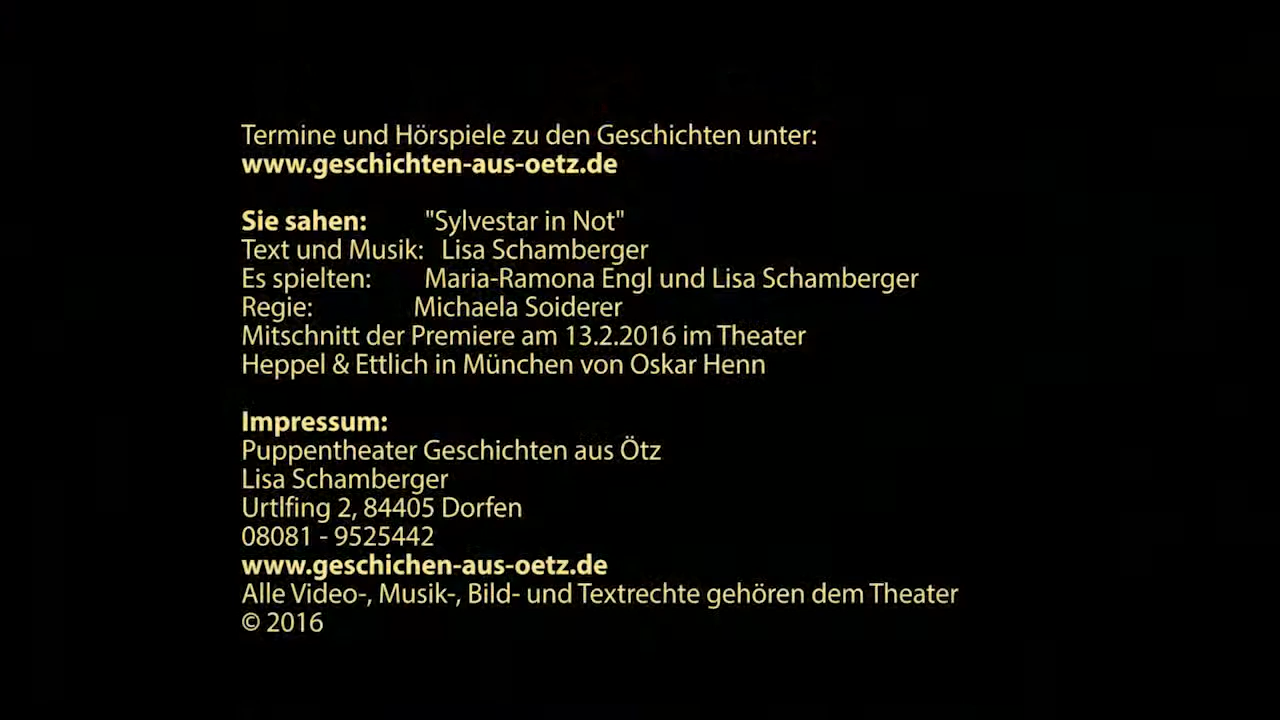 Termine und Hörspiele zu den Geschichten unter:
www.geschichten-aus-oetz.de
Sie sahen: "Sylvestar in Not"
Text und Musik: Lisa Schamberger
Es spielten: Maria-Ramona Engl und Lisa Schamberger
Regie: Michaela Soiderer
Mitschnitt der Premiere am 13.2.2016 im Theater
Heppel & Ettlich in München von Oskar Henn
Impressum:
Puppentheater Geschichten aus Ötz
Lisa Schamberger
Urtlfing 2, 84405 Dorfen
08081 - 9525442
www.geschichen-aus-oetz.de
Alle Video-, Musik-, Bild- und Textrechte gehören dem Theater
© 2016